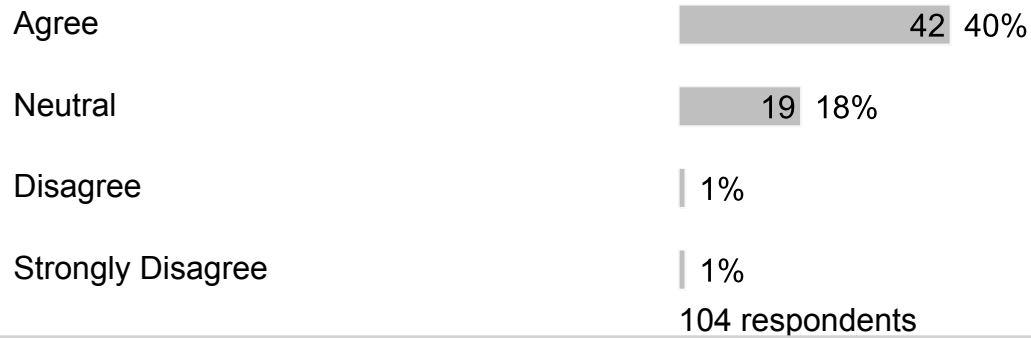 Agree 42 40%
Neutral 19 18%
Disagree 1%
Strongly Disagree 1%
104 respondents